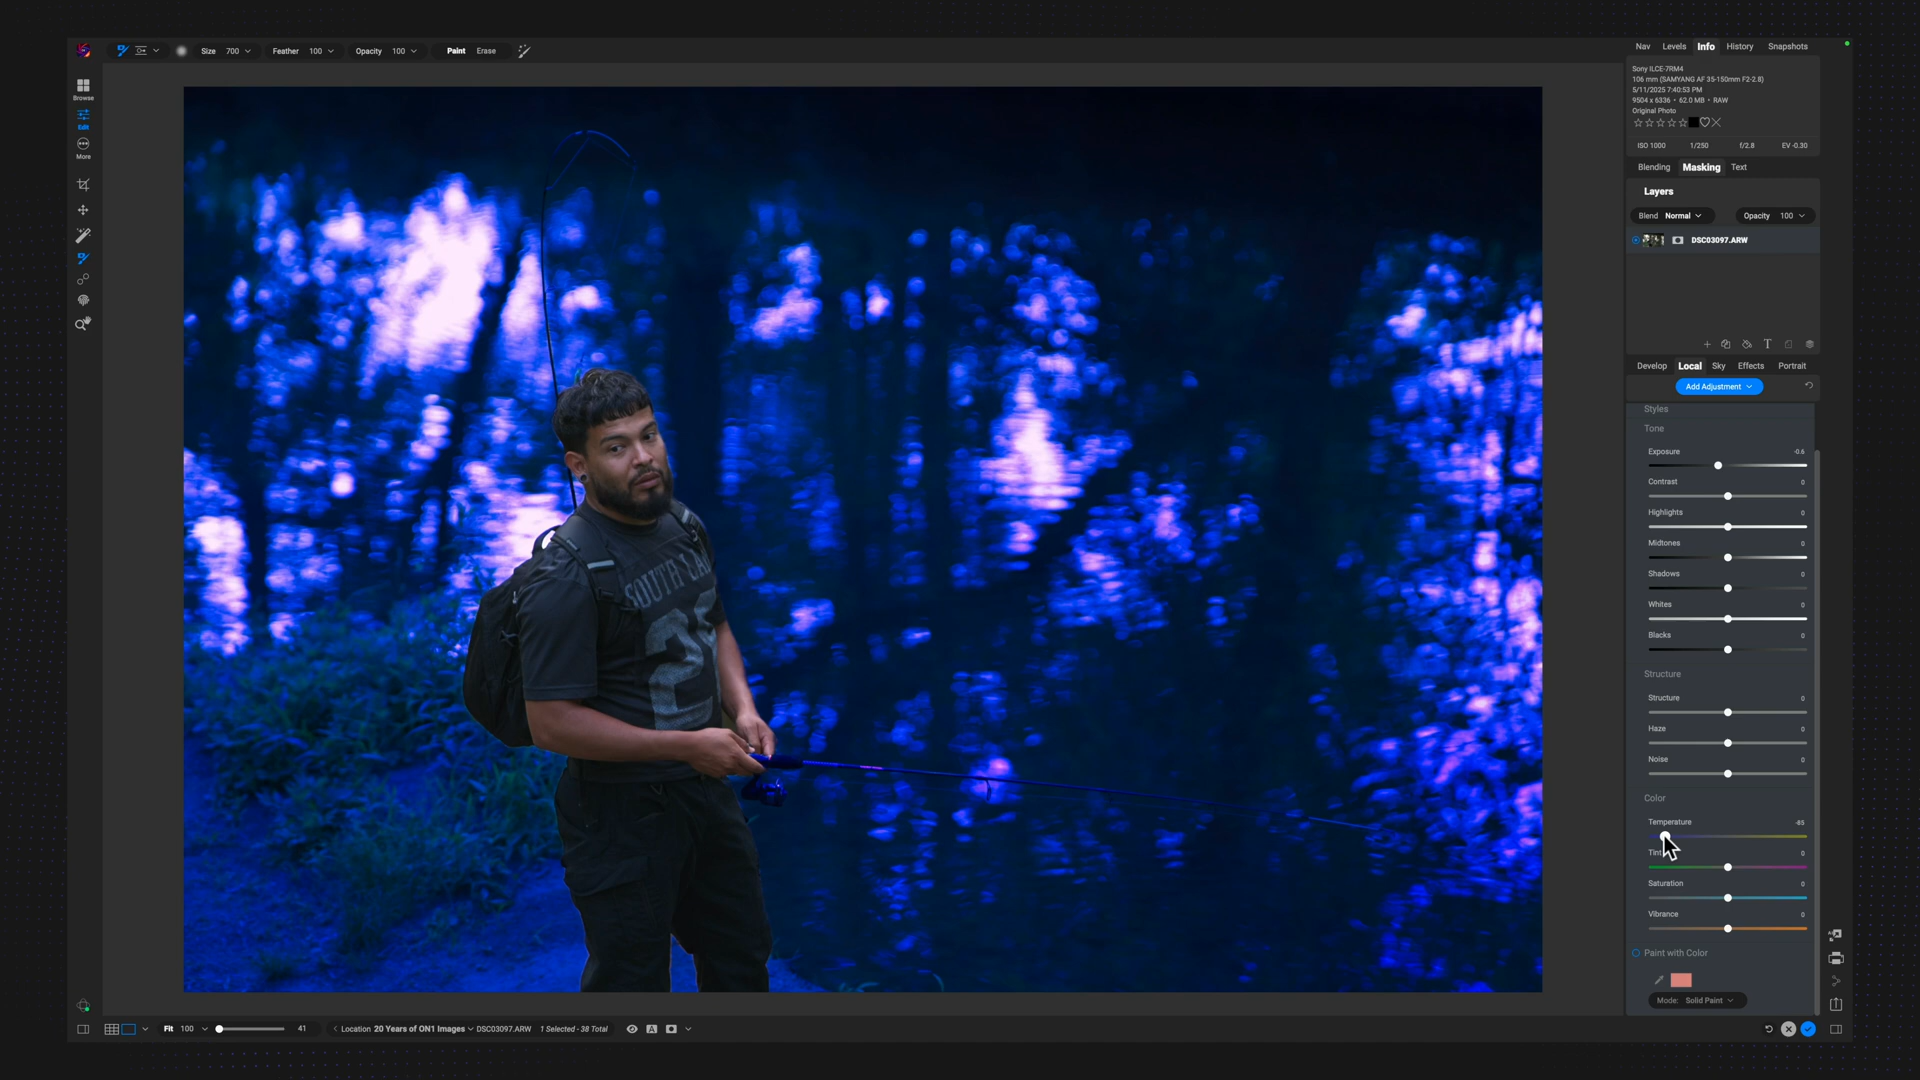 Size 700 Feather 100 Opacity 100 Paint Erase
Nav Levels Info History Snapshots
Sony ILCE-7RM4
106 mm (SAMYANG AF 35-150mm F2-2.8)
5/11/2025 7:40:53 PM
9504 x 6336 • 62.0 MB • RAW
Original Photo
ISO 1000 1/250 f/2.8 EV -0.30
Browse
Edit
More
Blending Masking Text
Layers
Blend Normal Opacity 100
DSC03097.ARW
Develop Local Sky Effects Portrait
Add Adjustment
Styles
Tone
Exposure -0.6
Contrast 0
Highlights 0
Midtones 0
Shadows 0
Whites 0
Blacks 0
Structure
Structure 0
Haze 0
Noise 0
Color
Temperature -85
Tint 0
Saturation 0
Vibrance 0
Paint with Color
Mode: Solid Paint
SOUTH LA
2
Fit 100 41 Location 20 Years of ON1 Images DSC03097.ARW 1 Selected - 38 Total
A